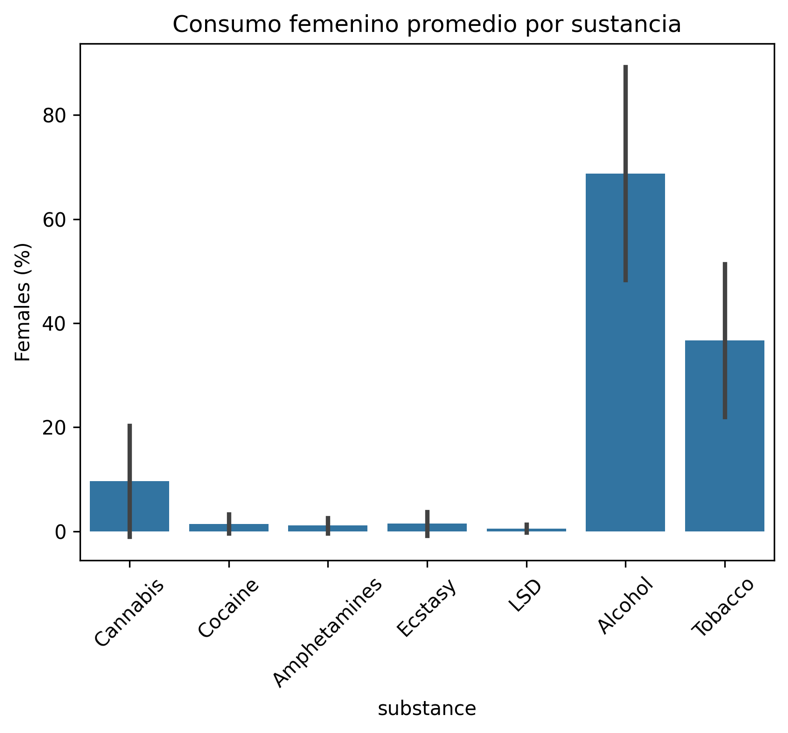 Consumo femenino promedio por sustancia
Females (%)
80
60
40
20
0
Cannabis
Cocaine
Amphetamines
Ecstasy
LSD
Alcohol
Tobacco
substance